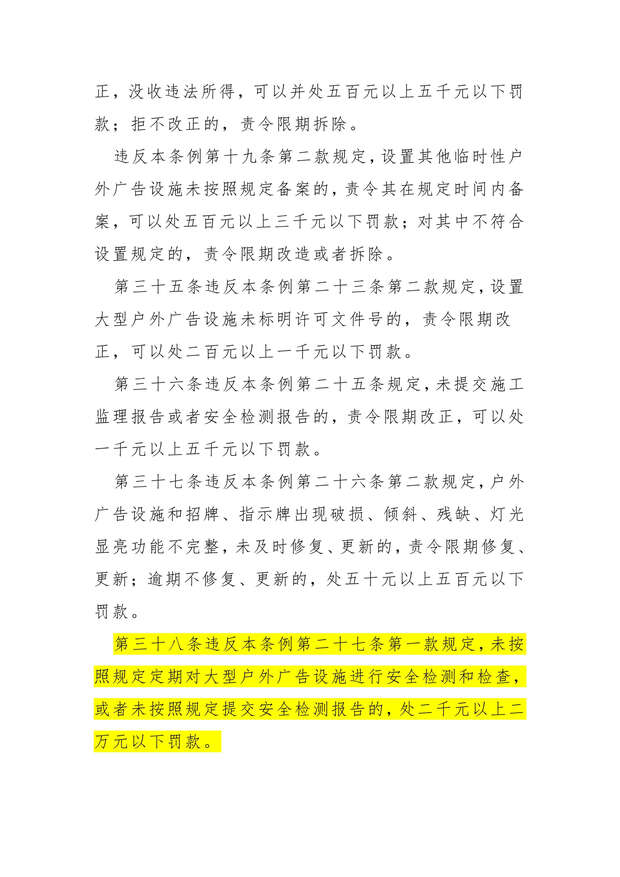 正，没收违法所得，可以并处五百元以上五千元以下罚
款；拒不改正的，责令限期拆除。
违反本条例第十九条第二款规定，设置其他临时性户
外广告设施未按照规定备案的，责令其在规定时间内备
案，可以处五百元以上三千元以下罚款；对其中不符合
设置规定的，责令限期改造或者拆除。
第三十五条违反本条例第二十三条第二款规定，设置
大型户外广告设施未标明许可文件号的，责令限期改
正，可以处二百元以上一千元以下罚款。
第三十六条违反本条例第二十五条规定，未提交施工
监理报告或者安全检测报告的，责令限期改正，可以处
一千元以上五千元以下罚款。
第三十七条违反本条例第二十六条第二款规定，户外
广告设施和招牌、指示牌出现破损、倾斜、残缺、灯光
显亮功能不完整，未及时修复、更新的，责令限期修复、
更新；逾期不修复、更新的，处五十元以上五百元以下
罚款。
第三十八条违反本条例第二十七条第一款规定，未按
照规定定期对大型户外广告设施进行安全检测和检查，
或者未按照规定提交安全检测报告的，处二千元以上二
万元以下罚款。